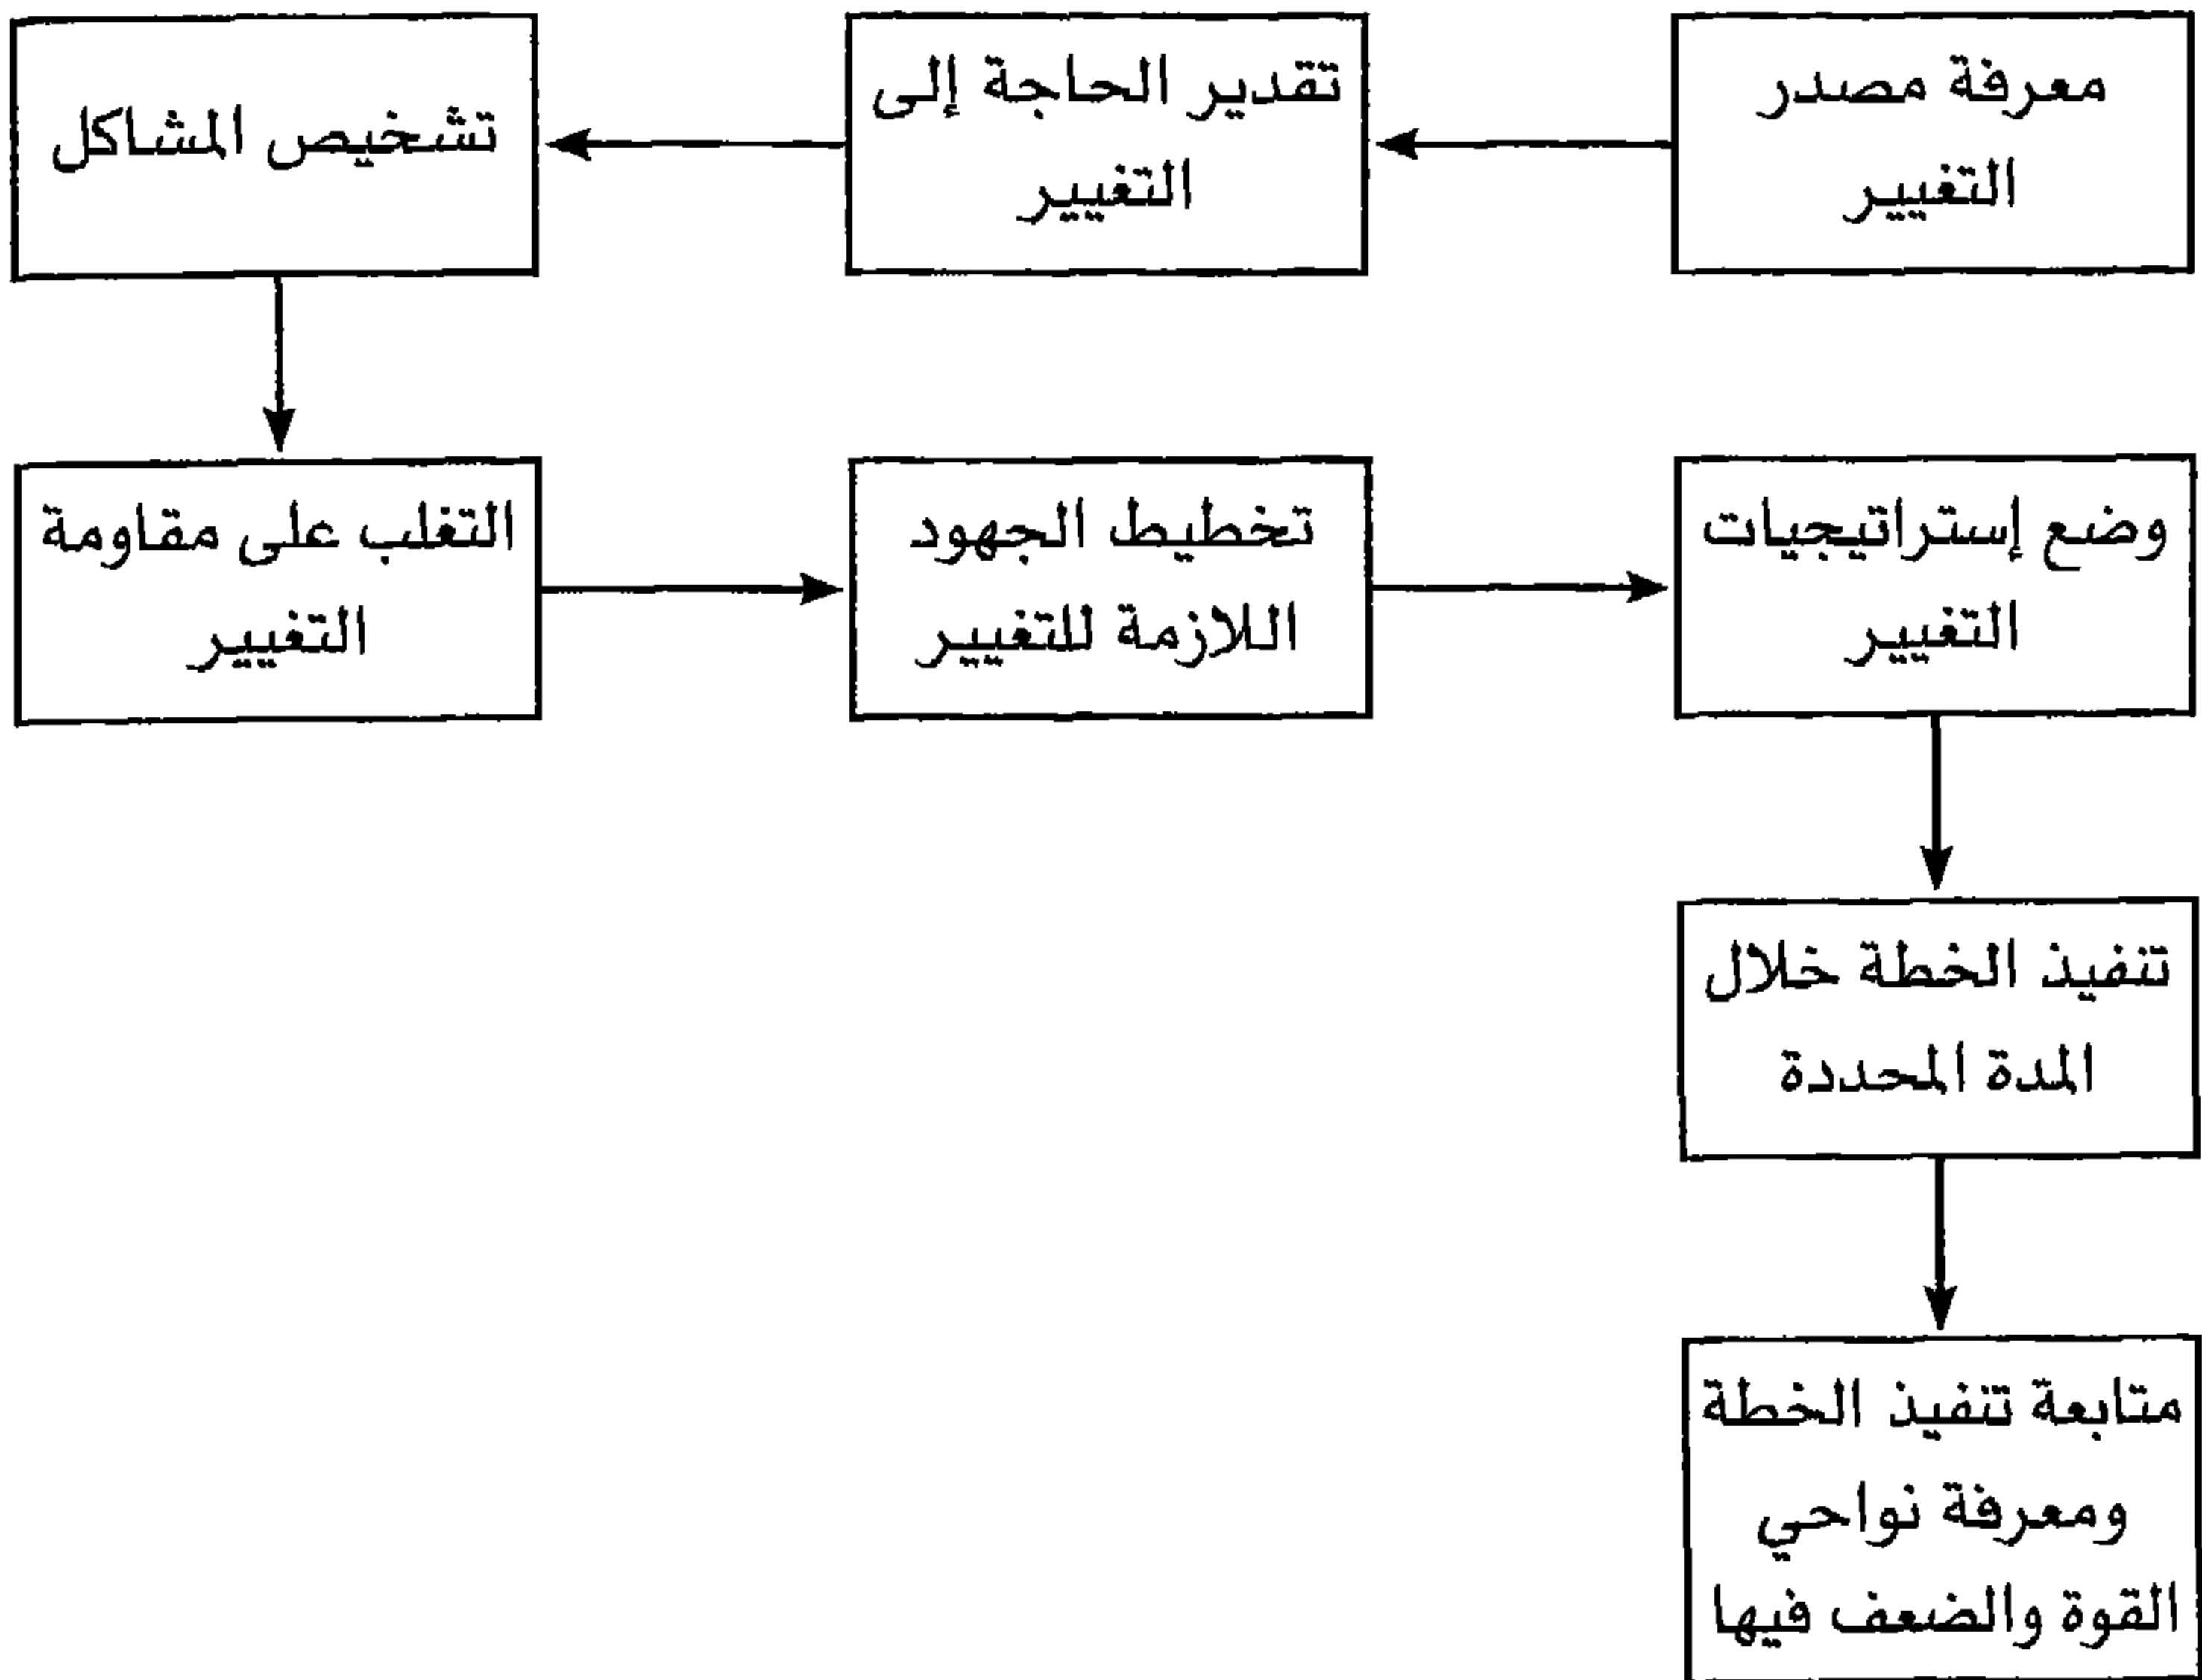 معرفة مصدر
التغيير
تقدير الحاجة إلى
التغيير
تشخيص المشاكل
التغلب على مقاومة
التغيير
تخطيط الجهود
اللازمة للتغيير
وضع إستراتيجيات
التغيير
تنفيذ الخطة خلال
المدة المحددة
متابعة تنفيذ الخطة
ومعرفة نواحي
القوة والضعف فيها